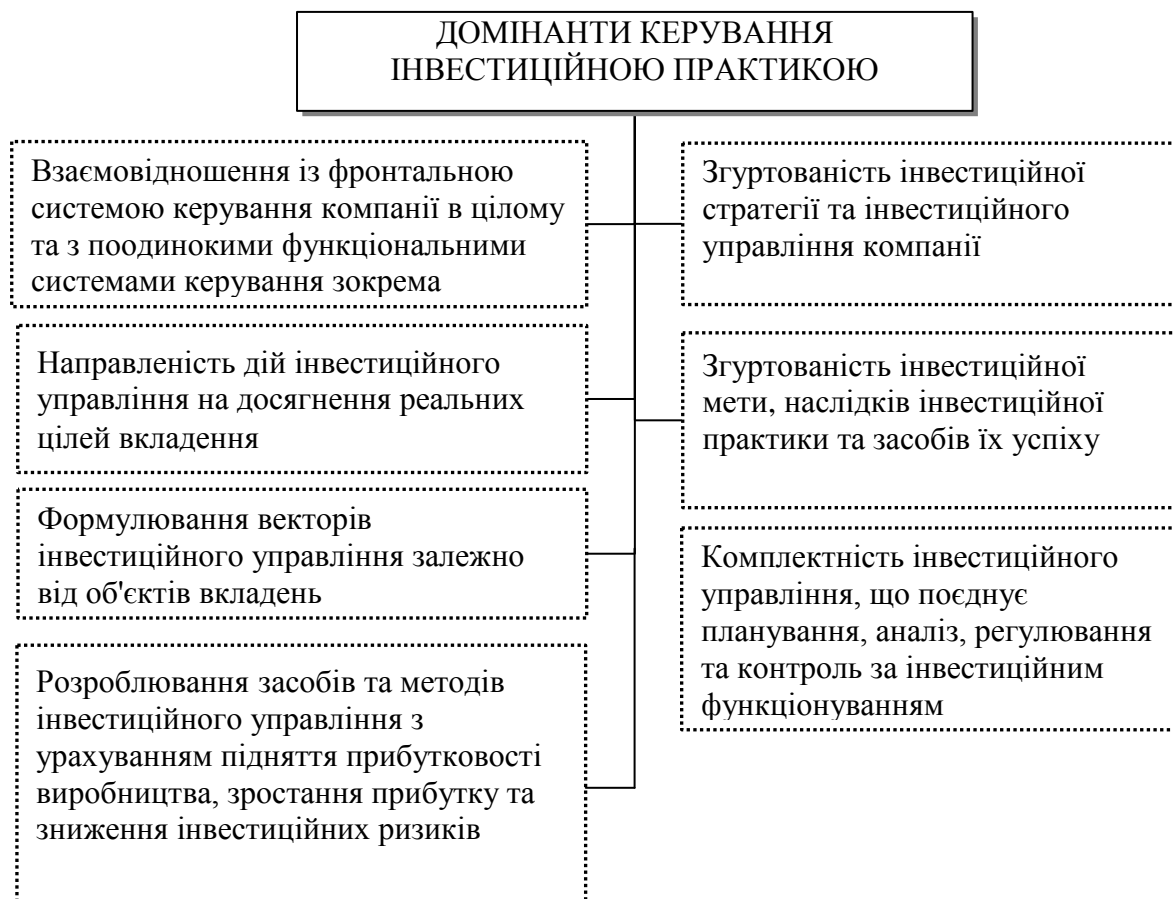 ДОМІНАНТИ КЕРУВАННЯ
ІНВЕСТИЦІЙНОЮ ПРАКТИКОЮ
Взаємовідношення із фронтальною
системою керування компанії в цілому
та з поодинокими функціональними
системами керування зокрема
Направленість дій інвестиційного
управління на досягнення реальних
цілей вкладення
Формулювання векторів
інвестиційного управління залежно
від об'єктів вкладень
Розроблювання засобів та методів
інвестиційного управління з
урахуванням підняття прибутковості
виробництва, зростання прибутку та
зниження інвестиційних ризиків
Згуртованість інвестиційної
стратегії та інвестиційного
управління компанії
Згуртованість інвестиційної
мети, наслідків інвестиційної
практики та засобів їх успіху
Комплектність інвестиційного
управління, що поєднує
планування, аналіз, регулювання
та контроль за інвестиційним
функціонуванням